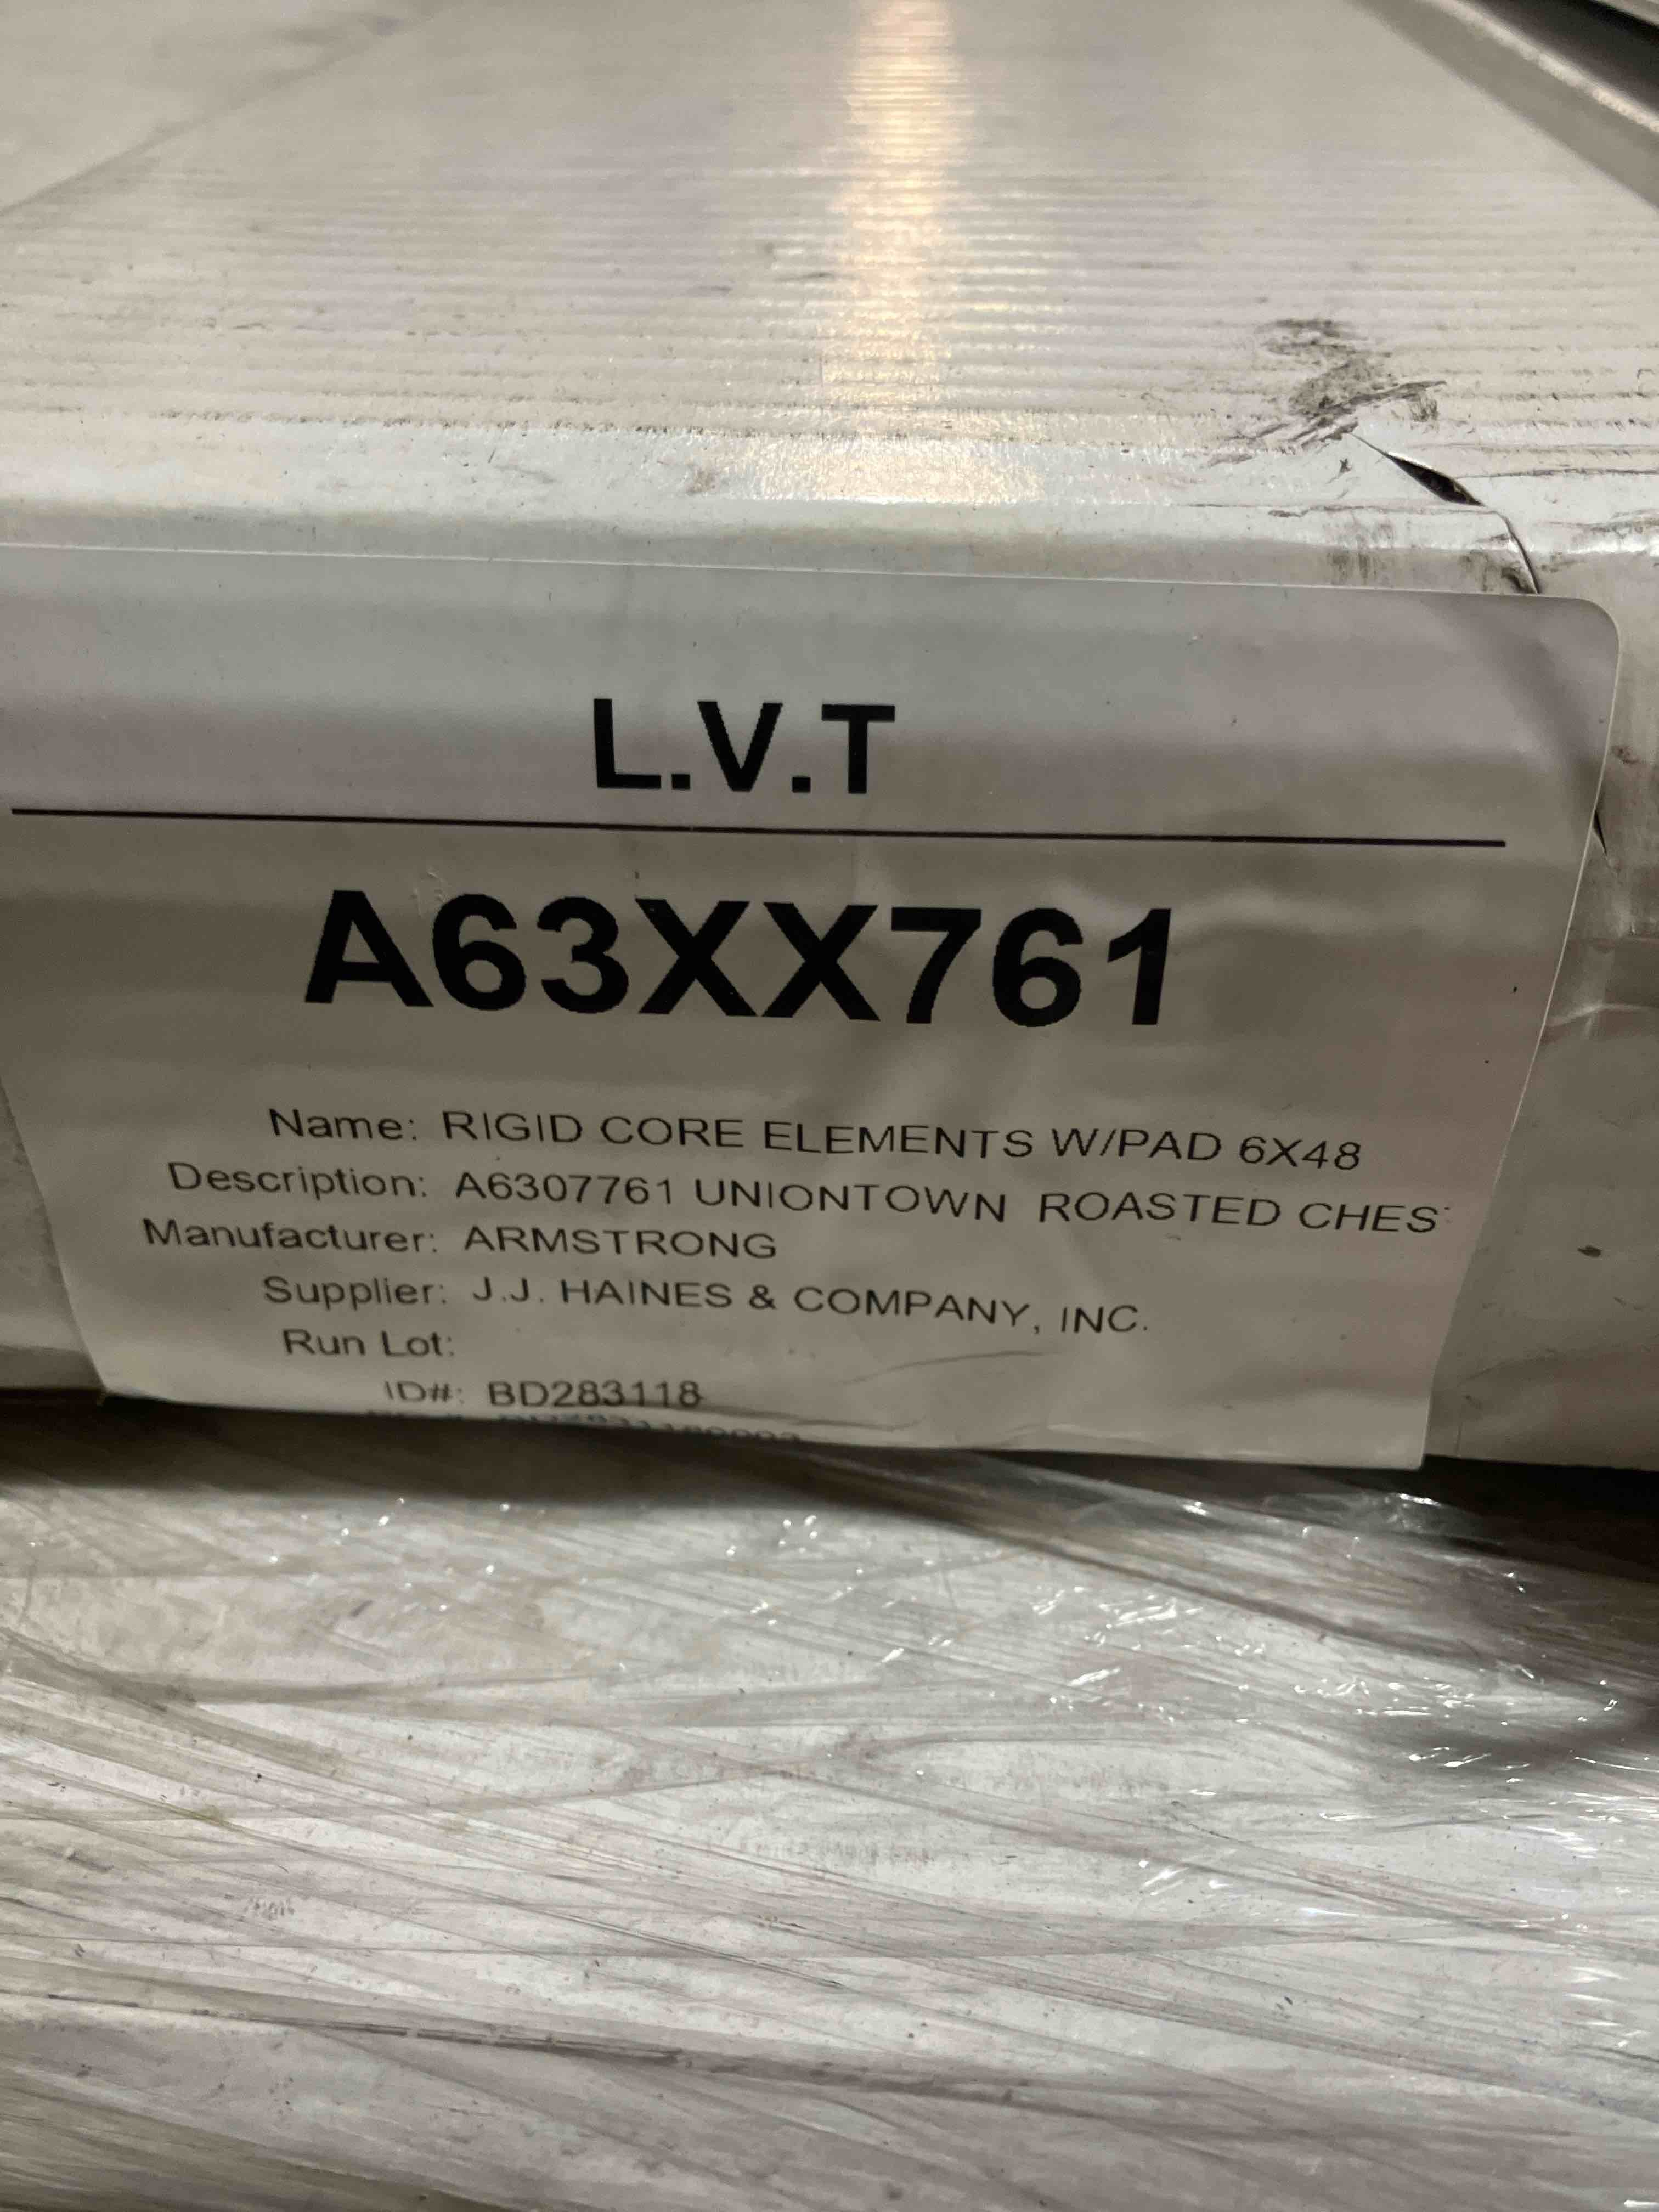 L.V.T
A63XX761
Name: RIGID CORE ELEMENTS W/PAD 6X48
Description: A6307761 UNIONTOWN ROASTED CHES
Manufacturer: ARMSTRONG
Supplier: J.J. HAINES & COMPANY, INC.
Run Lot:
ID#: BD283118